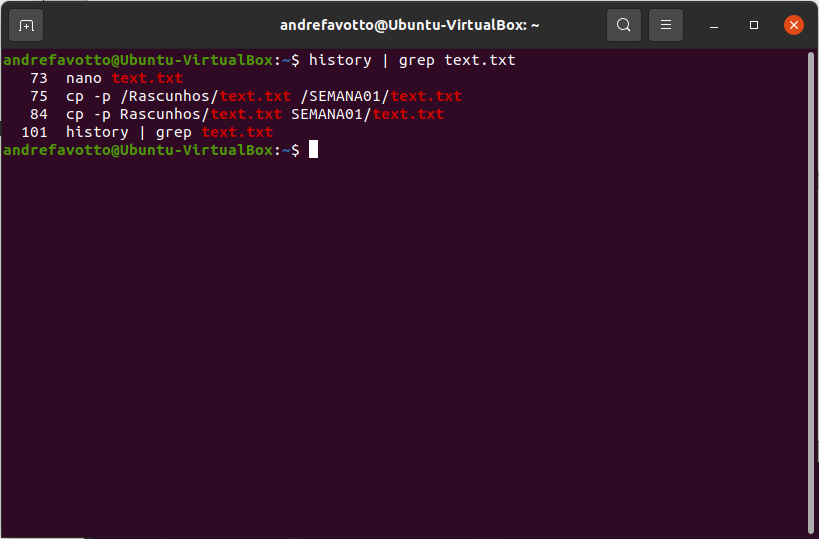 andrefavotto@Ubuntu-VirtualBox: ~
andrefavotto@Ubuntu-VirtualBox:~$ history | grep text.txt
73 nano text.txt
75 cp -p /Rascunhos/text.txt /SEMANA01/text.txt
84 cp -p Rascunhos/text.txt SEMANA01/text.txt
101 history | grep text.txt
andrefavotto@Ubuntu-VirtualBox:~$